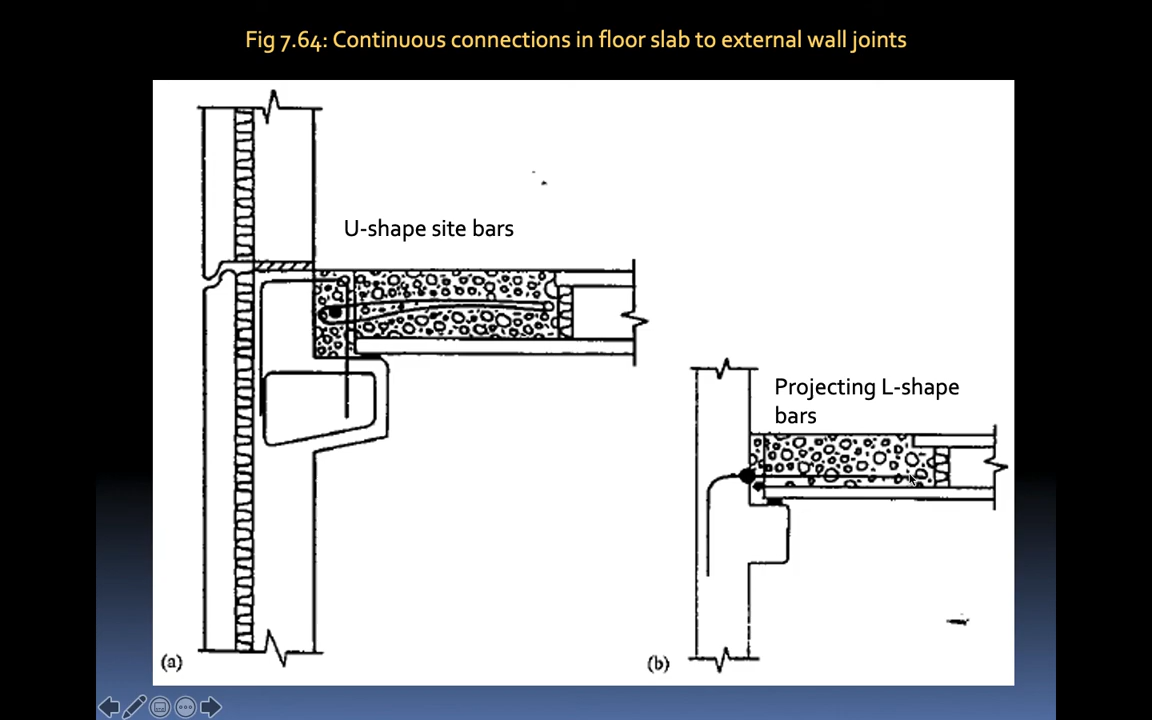 Fig 7.64: Continuous connections in floor slab to external wall joints
U-shape site bars
Projecting L-shape
bars
(a)
(b)